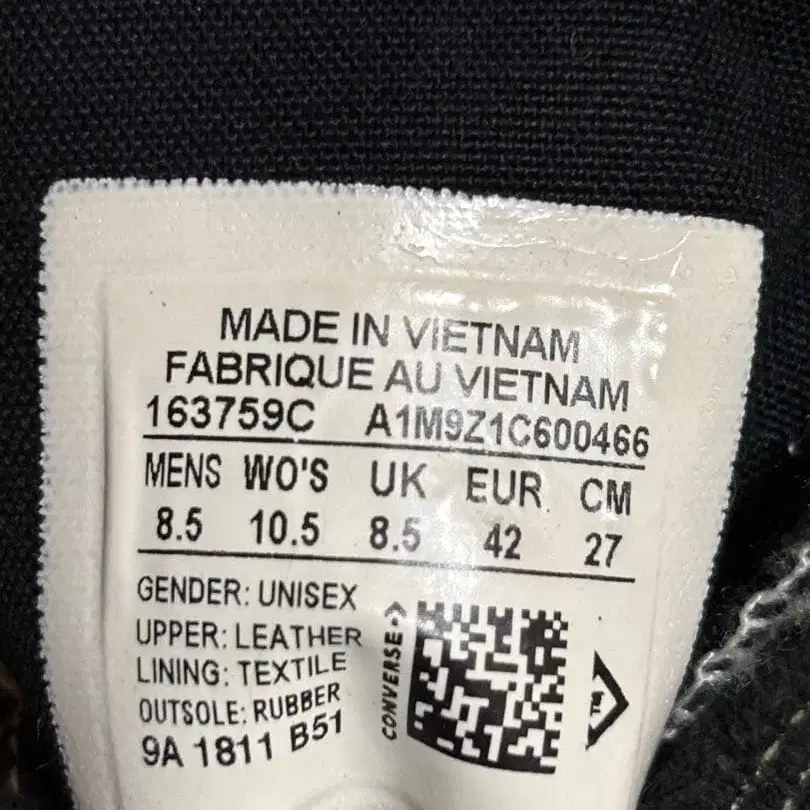 MADE IN VIETNAM
FABRIQUE AU VIETNAM
163759C A1M9Z1C600466
MENS WO'S UK EUR CM
8.5 10.5 8.5 42 27
GENDER: UNISEX
UPPER: LEATHER
LINING: TEXTILE
OUTSOLE: RUBBER
9A 1811 B51
CONVERSE
TM